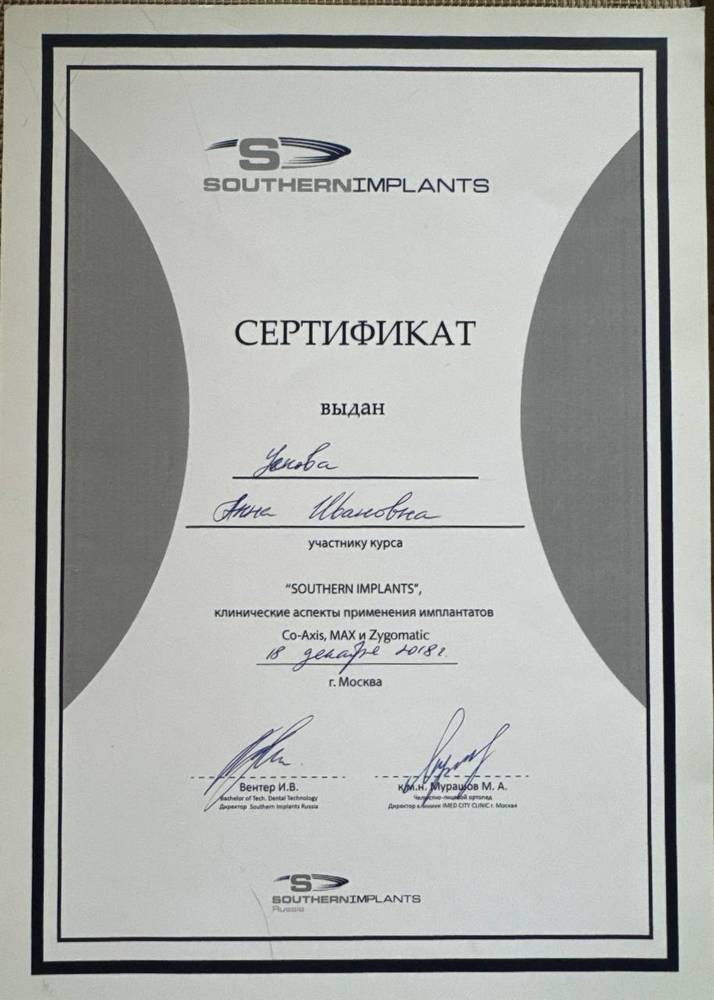 S
SOUTHERNIMPLANTS
СЕРТИФИКАТ
выдан
Анна Ивановна
участнику курса
“SOUTHERN IMPLANTS”,
клинические аспекты применения имплантатов
Co-Axis, MAX и Zygomatic
18 декабре 2018 г.
г. Москва
Вентер И.В.
Bachelor of Tech. Dental Technology
Директор Southern Implants Russia
к.м.н. Мурашов М. А.
Челюстно-лицевой ортопед
Директор клиники IMED CITY CLINIC г. Москва
S
SOUTHERNIMPLANTS
Russia